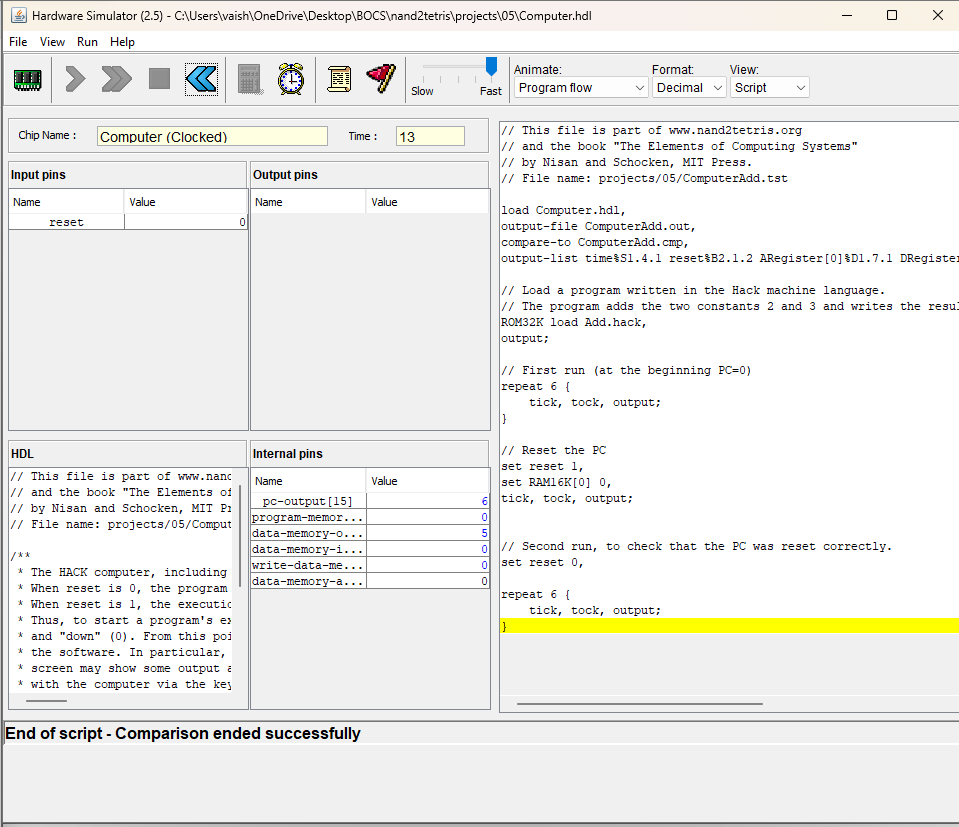 Hardware Simulator (2.5) - C:\Users\vaish\OneDrive\Desktop\BOCS\nand2tetris\projects\05\Computer.hdl
File View Run Help
Slow Fast
Animate: Format: View:
Program flow Decimal Script
Chip Name : Computer (Clocked) Time : 13
Input pins
Name Value
reset 0
Output pins
Name Value
HDL
// This file is part of www.nand
// and the book "The Elements of
// by Nisan and Schocken, MIT Pr
// File name: projects/05/Comput
/**
* The HACK computer, including
* When reset is 0, the program
* When reset is 1, the executio
* Thus, to start a program's ex
* and "down" (0). From this poi
* the software. In particular,
* screen may show some output a
* with the computer via the key
Internal pins
Name Value
pc-output[15] 6
program-memor... 0
data-memory-o... 5
data-memory-i... 0
write-data-me... 0
data-memory-a... 0
// This file is part of www.nand2tetris.org
// and the book "The Elements of Computing Systems"
// by Nisan and Schocken, MIT Press.
// File name: projects/05/ComputerAdd.tst
load Computer.hdl,
output-file ComputerAdd.out,
compare-to ComputerAdd.cmp,
output-list time%S1.4.1 reset%B2.1.2 ARegister[0]%D1.7.1 DRegister
// Load a program written in the Hack machine language.
// The program adds the two constants 2 and 3 and writes the resul
ROM32K load Add.hack,
output;
// First run (at the beginning PC=0)
repeat 6 {
tick, tock, output;
}
// Reset the PC
set reset 1,
set RAM16K[0] 0,
tick, tock, output;
// Second run, to check that the PC was reset correctly.
set reset 0,
repeat 6 {
tick, tock, output;
}
End of script - Comparison ended successfully